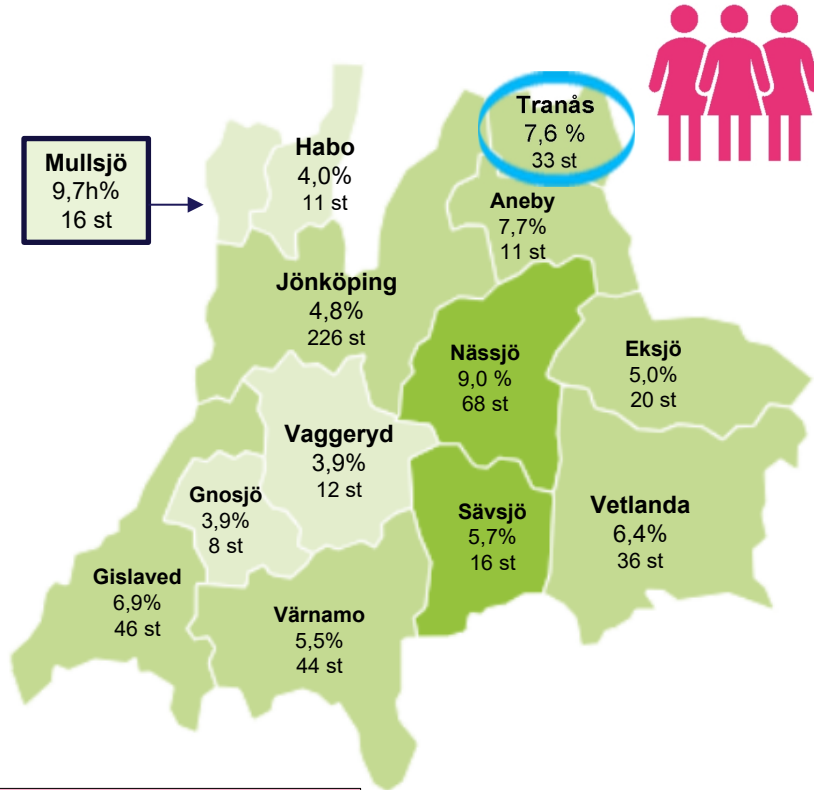 Tranås
7,6 %
33 st
Habo
4,0%
11 st
Mullsjö
9,7h%
16 st
Aneby
7,7%
11 st
Jönköping
4,8%
226 st
Nässjö
9,0 %
68 st
Eksjö
5,0%
20 st
Vaggeryd
3,9%
12 st
Gnosjö
3,9%
8 st
Sävsjö
5,7%
16 st
Vetlanda
6,4%
36 st
Gislaved
6,9%
46 st
Värnamo
5,5%
44 st